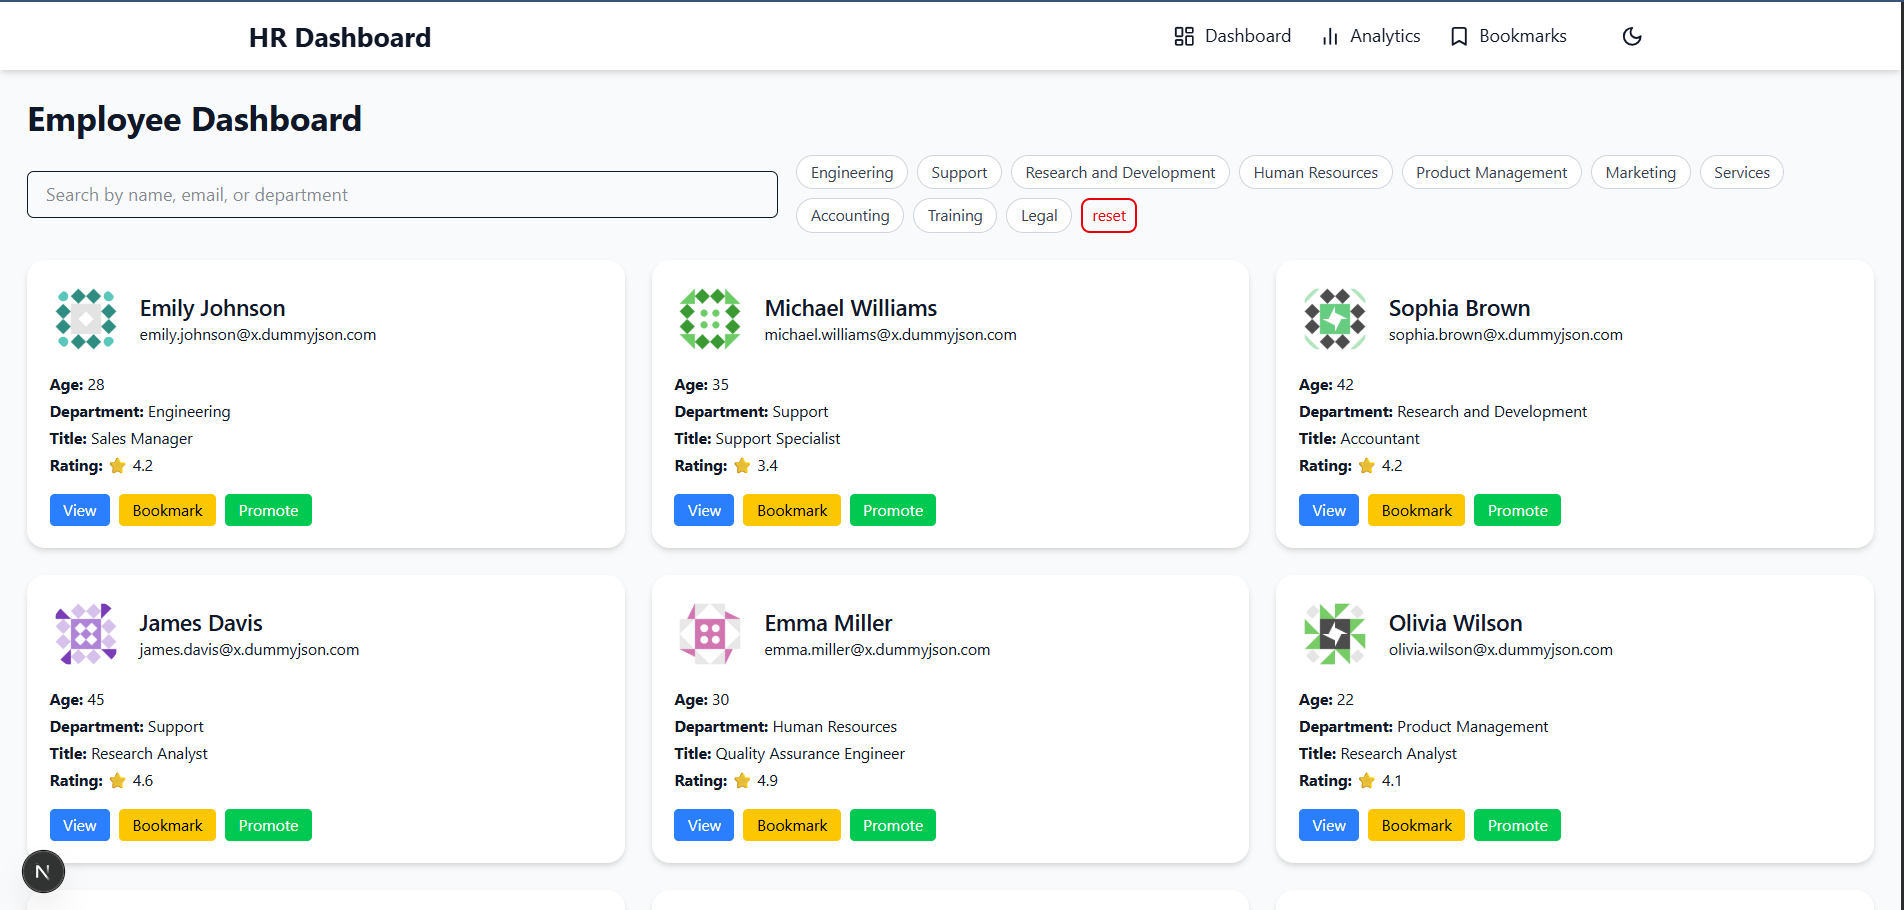 HR Dashboard
Dashboard
Analytics
Bookmarks
Employee Dashboard
Search by name, email, or department
Engineering
Support
Research and Development
Human Resources
Product Management
Marketing
Services
Accounting
Training
Legal
reset
Emily Johnson
emily.johnson@x.dummyjson.com
Age: 28
Department: Engineering
Title: Sales Manager
Rating: ⭐ 4.2
View
Bookmark
Promote
Michael Williams
michael.williams@x.dummyjson.com
Age: 35
Department: Support
Title: Support Specialist
Rating: ⭐ 3.4
View
Bookmark
Promote
Sophia Brown
sophia.brown@x.dummyjson.com
Age: 42
Department: Research and Development
Title: Accountant
Rating: ⭐ 4.2
View
Bookmark
Promote
James Davis
james.davis@x.dummyjson.com
Age: 45
Department: Support
Title: Research Analyst
Rating: ⭐ 4.6
View
Bookmark
Promote
Emma Miller
emma.miller@x.dummyjson.com
Age: 30
Department: Human Resources
Title: Quality Assurance Engineer
Rating: ⭐ 4.9
View
Bookmark
Promote
Olivia Wilson
olivia.wilson@x.dummyjson.com
Age: 22
Department: Product Management
Title: Research Analyst
Rating: ⭐ 4.1
View
Bookmark
Promote
N